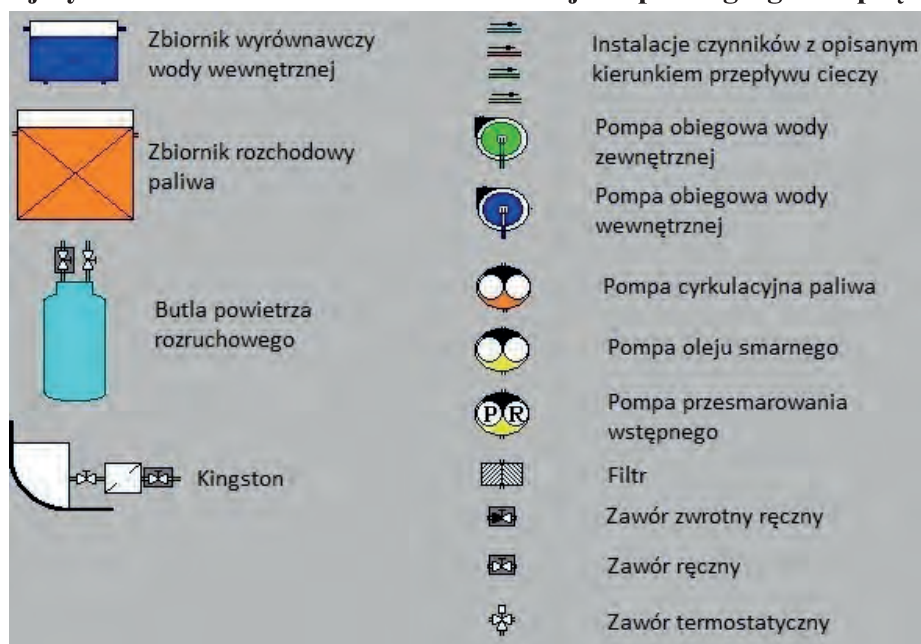 Zbiornik wyrównawczy
wody wewnętrznej
Zbiornik rozchodowy
paliwa
Butla powietrza
rozruchowego
Kingston
Instalacje czynników z opisanym
kierunkiem przepływu cieczy
Pompa obiegowa wody
zewnętrznej
Pompa obiegowa wody
wewnętrznej
Pompa cyrkulacyjna paliwa
Pompa oleju smarnego
PR
Pompa przesmarowania
wstępnego
Filtr
Zawór zwrotny ręczny
Zawór ręczny
Zawór termostatyczny